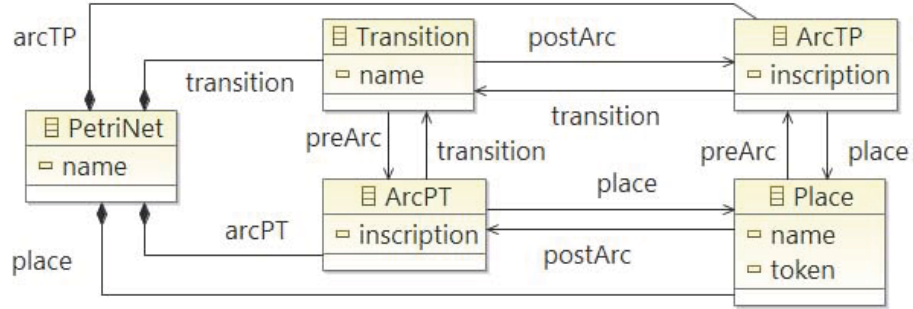 arcTP
Transition
name
postArc
ArcTP
inscription
transition
transition
PetriNet
name
preArc
transition
preArc
place
ArcPT
inscription
place
Place
name
token
arcPT
postArc
place